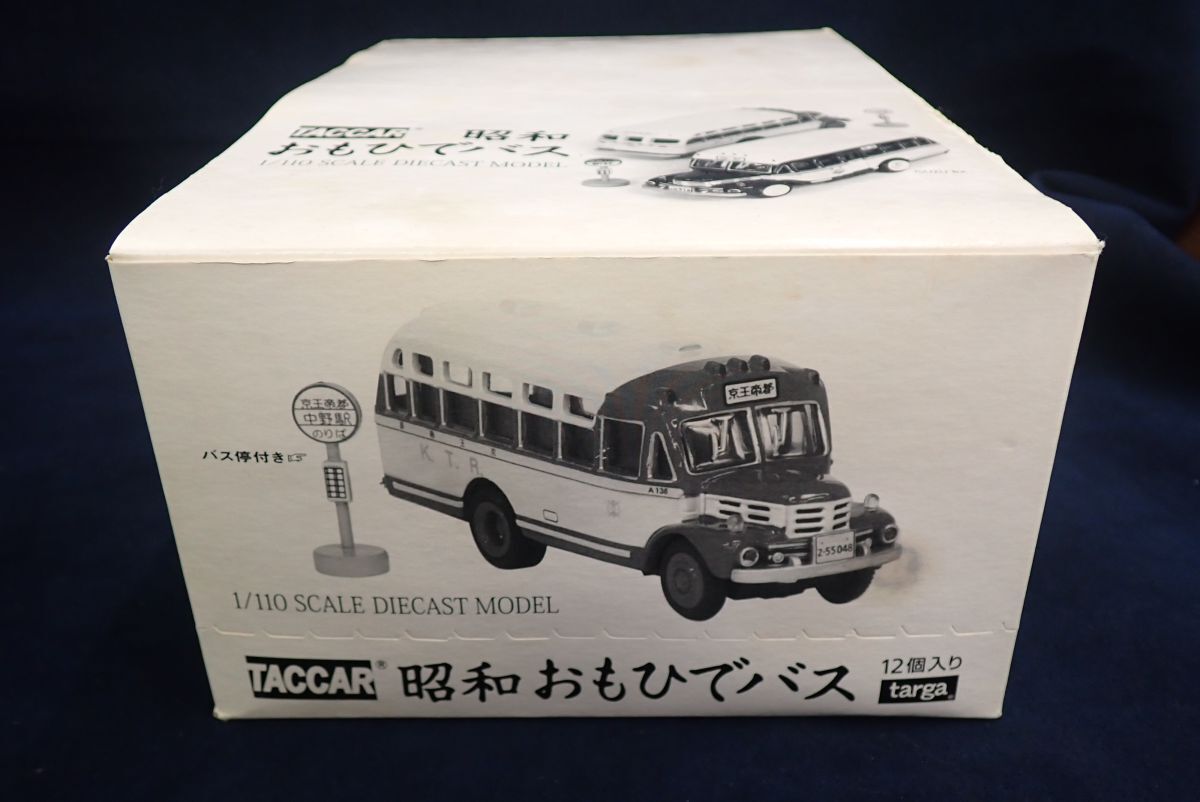 TACCAR® 昭和
おもひでバス
1/110 SCALE DIECAST MODEL
京王帝都
中野駅
のりば
バス停付き☞
京王帝都
K.T.R.
A136
2-55048
1/110 SCALE DIECAST MODEL
TACCAR® 昭和おもひでバス
12個入り
targa